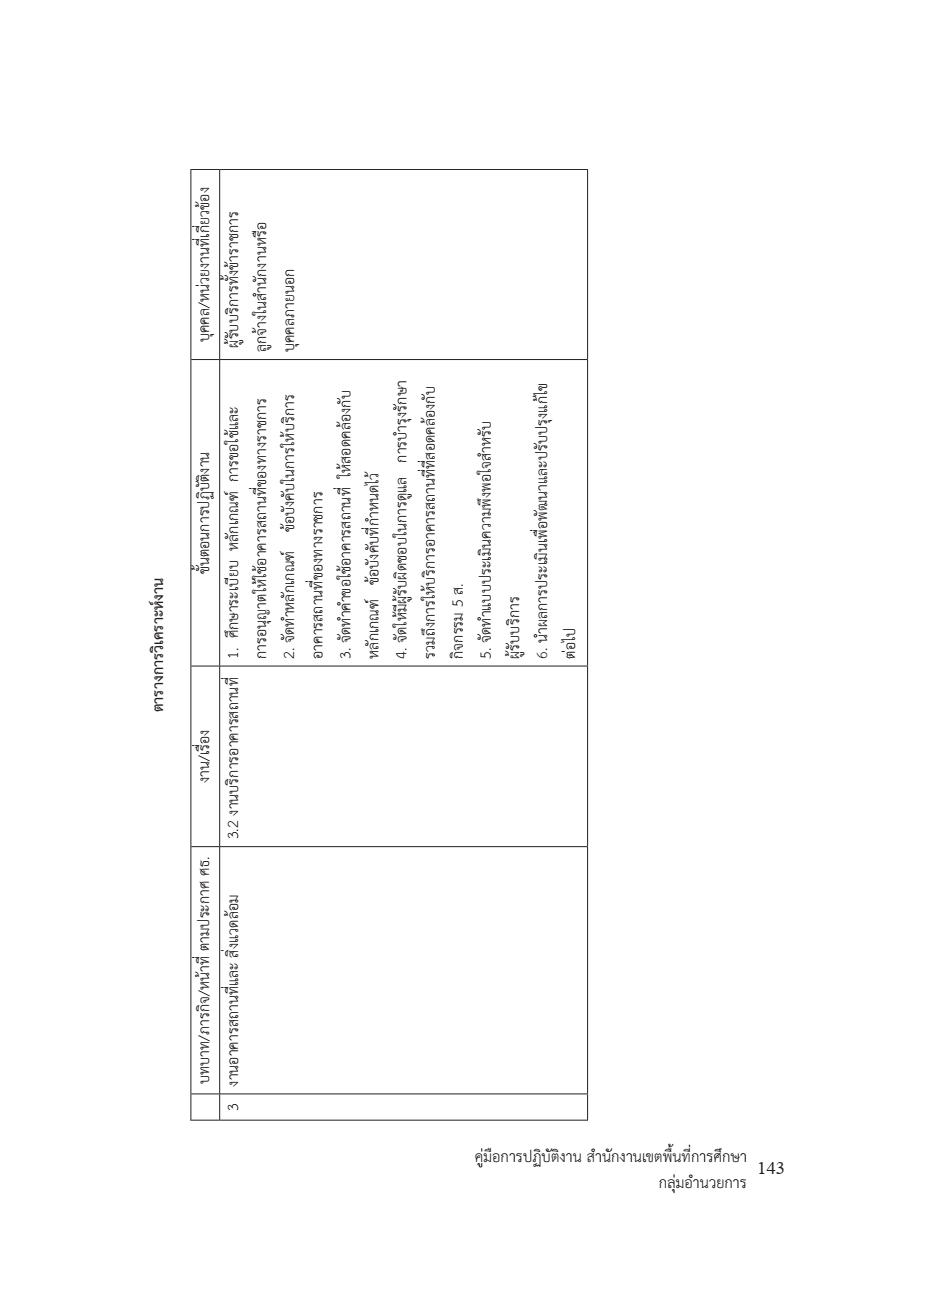 ตารางการวิเคราะห์งาน
บทบาท/ภารกิจ/หน้าที่ ตามประกาศ ศธ.
งาน/เรื่อง
ขั้นตอนการปฏิบัติงาน
บุคคล/หน่วยงานที่เกี่ยวข้อง
3
งานอาคารสถานที่และ สิ่งแวดล้อม
3.2 งานบริการอาคารสถานที่
1. ศึกษาระเบียบ หลักเกณฑ์ การขอใช้และ
การอนุญาตให้ใช้อาคารสถานที่ของทางราชการ
2. จัดทำหลักเกณฑ์ ข้อบังคับในการให้บริการ
อาคารสถานที่ของทางราชการ
3. จัดทำคำขอใช้อาคารสถานที่ ให้สอดคล้องกับ
หลักเกณฑ์ ข้อบังคับที่กำหนดไว้
4. จัดให้มีผู้รับผิดชอบในการดูแล การบำรุงรักษา
รวมถึงการให้บริการอาคารสถานที่ที่สอดคล้องกับ
กิจกรรม 5 ส.
5. จัดทำแบบประเมินความพึงพอใจสำหรับ
ผู้รับบริการ
6. นำผลการประเมินเพื่อพัฒนาและปรับปรุงแก้ไข
ต่อไป
ผู้รับบริการทั้งข้าราชการ
ลูกจ้างในสำนักงานหรือ
บุคคลภายนอก
คู่มือการปฏิบัติงาน สำนักงานเขตพื้นที่การศึกษา
กลุ่มอำนวยการ
143